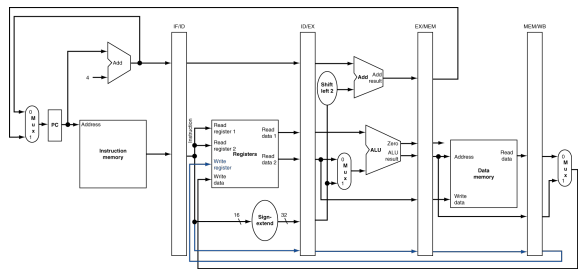 IF/ID
ID/EX
EX/MEM
MEM/WB
Add
4
0
M
u
x
1
PC
Address
Instruction
memory
Instruction
Read
register 1
Read
register 2
Write
register
Write
data
Registers
Read
data 1
Read
data 2
16
Sign-
extend
32
Shift
left 2
0
M
u
x
1
Add
Add
result
ALU
Zero
ALU
result
Address
Write
data
Data
memory
Read
data
0
M
u
x
1